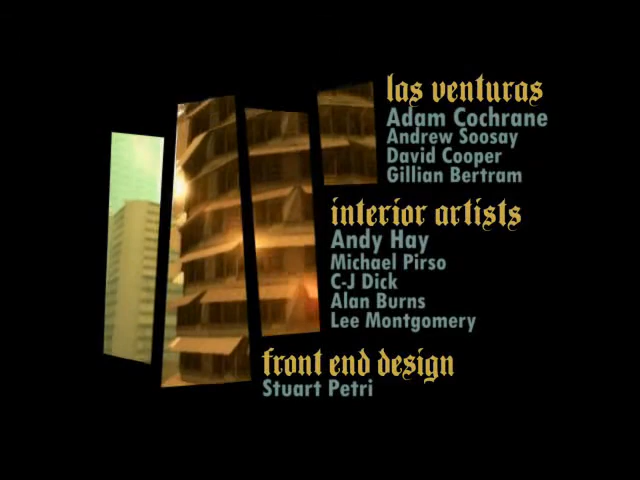 las venturas
Adam Cochrane
Andrew Soosay
David Cooper
Gillian Bertram
interior artists
Andy Hay
Michael Pirso
C-J Dick
Alan Burns
Lee Montgomery
front end design
Stuart Petri